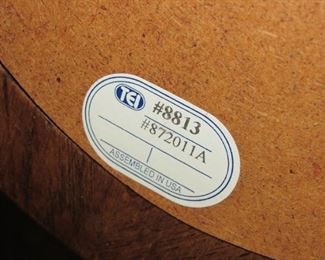 TEI
#8813
#872011A
ASSEMBLED IN USA